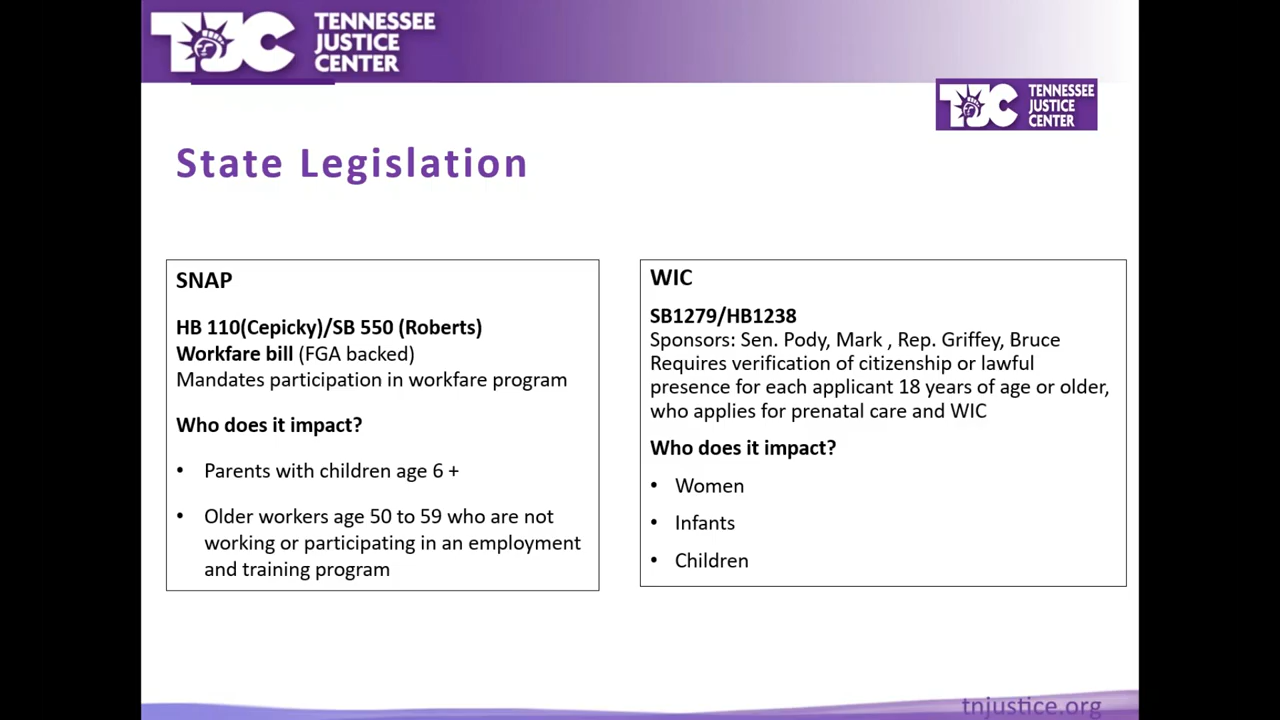 TJC TENNESSEE
JUSTICE
CENTER
TJC TENNESSEE
JUSTICE
CENTER
State Legislation
SNAP
HB 110(Cepicky)/SB 550 (Roberts)
Workfare bill (FGA backed)
Mandates participation in workfare program
Who does it impact?
• Parents with children age 6 +
• Older workers age 50 to 59 who are not
working or participating in an employment
and training program
WIC
SB1279/HB1238
Sponsors: Sen. Pody, Mark , Rep. Griffey, Bruce
Requires verification of citizenship or lawful
presence for each applicant 18 years of age or older,
who applies for prenatal care and WIC
Who does it impact?
• Women
• Infants
• Children
tnjustice.org